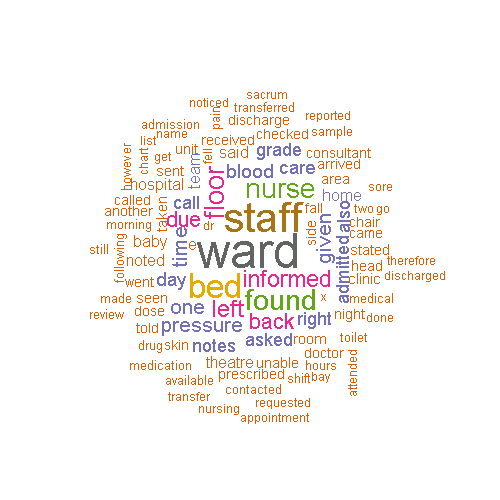 sacrum
noticed
transferred
pain
discharge
reported
admission
name
list
received
checked
sample
however
chart
get
unit
fell
said
grade
consultant
sent
team
blood
care
arrived
hospital
floor
nurse
area
sore
called
taken
call
home
another
due
staff
fall
given
also
two
go
morning
dr
chair
baby
time
e
side
came
still
following
noted
ward
admitted
stated
therefore
head
went
day
bed
informed
clinic
discharged
made
seen
one
left
found
x
medical
review
dose
back
right
night
done
told
pressure
asked
room
toilet
drug
skin
notes
doctor
theatre
unable
hours
attended
medication
prescribed
shift
bay
available
contacted
transfer
requested
nursing
appointment